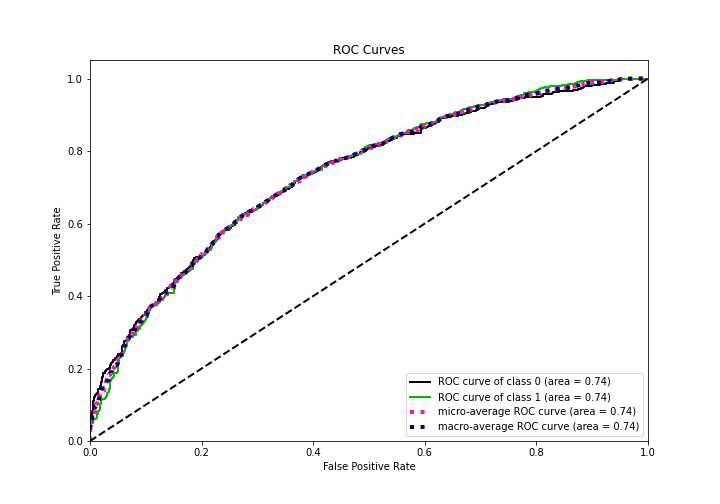 ROC Curves
1.0
0.8
0.6
0.4
0.2
0.0
True Positive Rate
ROC curve of class 0 (area = 0.74)
ROC curve of class 1 (area = 0.74)
micro-average ROC curve (area = 0.74)
macro-average ROC curve (area = 0.74)
0.0 0.2 0.4 0.6 0.8 1.0
False Positive Rate